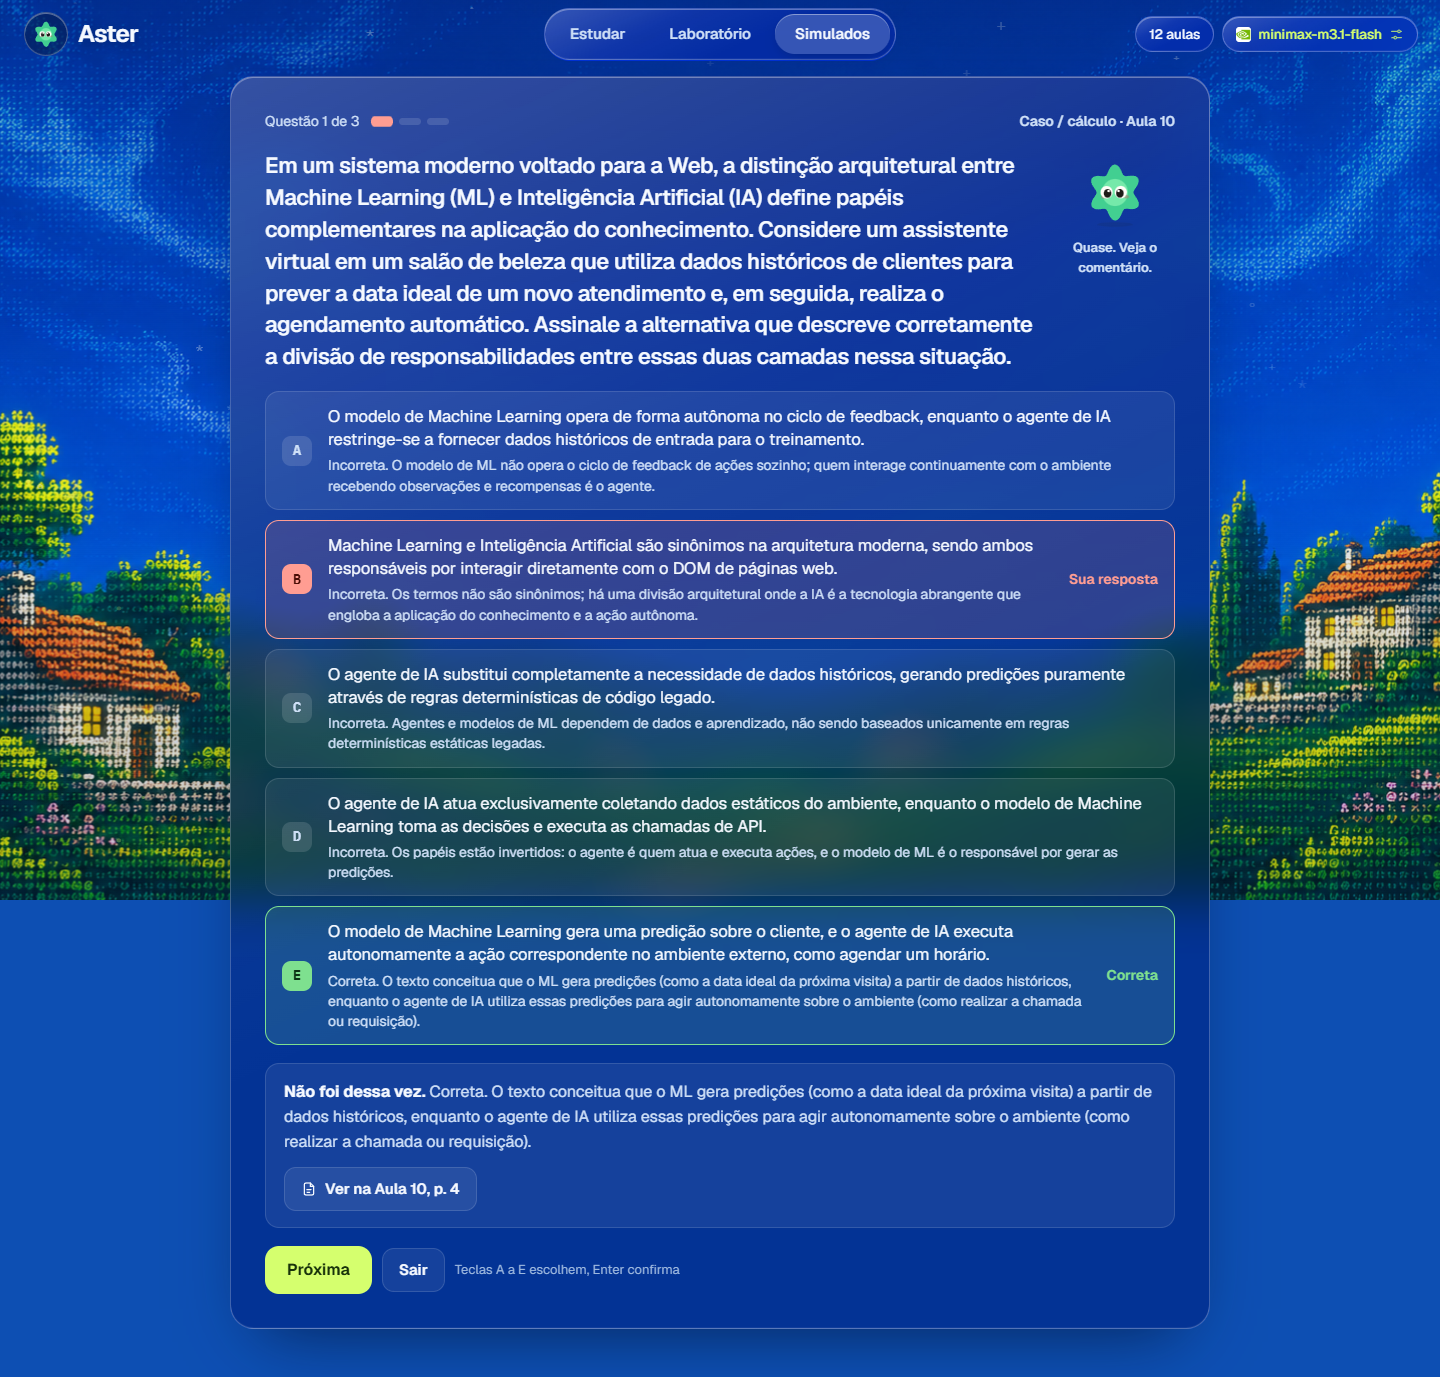 Aster
Estudar
Laboratório
Simulados
12 aulas
minimax-m3.1-flash
Questão 1 de 3
Caso / cálculo · Aula 10
Em um sistema moderno voltado para a Web, a distinção arquitetural entre
Machine Learning (ML) e Inteligência Artificial (IA) define papéis
complementares na aplicação do conhecimento. Considere um assistente
virtual em um salão de beleza que utiliza dados históricos de clientes para
prever a data ideal de um novo atendimento e, em seguida, realiza o
agendamento automático. Assinale a alternativa que descreve corretamente
a divisão de responsabilidades entre essas duas camadas nessa situação.
Quase. Veja o
comentário.
A
O modelo de Machine Learning opera de forma autônoma no ciclo de feedback, enquanto o agente de IA
restringe-se a fornecer dados históricos de entrada para o treinamento.
Incorreta. O modelo de ML não opera o ciclo de feedback de ações sozinho; quem interage continuamente com o ambiente
recebendo observações e recompensas é o agente.
B
Machine Learning e Inteligência Artificial são sinônimos na arquitetura moderna, sendo ambos
responsáveis por interagir diretamente com o DOM de páginas web.
Incorreta. Os termos não são sinônimos; há uma divisão arquitetural onde a IA é a tecnologia abrangente que
engloba a aplicação do conhecimento e a ação autônoma.
Sua resposta
C
O agente de IA substitui completamente a necessidade de dados históricos, gerando predições puramente
através de regras determinísticas de código legado.
Incorreta. Agentes e modelos de ML dependem de dados e aprendizado, não sendo baseados unicamente em regras
determinísticas estáticas legadas.
D
O agente de IA atua exclusivamente coletando dados estáticos do ambiente, enquanto o modelo de Machine
Learning toma as decisões e executa as chamadas de API.
Incorreta. Os papéis estão invertidos: o agente é quem atua e executa ações, e o modelo de ML é o responsável por gerar as
predições.
E
O modelo de Machine Learning gera uma predição sobre o cliente, e o agente de IA executa
autonomamente a ação correspondente no ambiente externo, como agendar um horário.
Correta. O texto conceitua que o ML gera predições (como a data ideal da próxima visita) a partir de dados históricos,
enquanto o agente de IA utiliza essas predições para agir autonomamente sobre o ambiente (como realizar a chamada
ou requisição).
Correta
Não foi dessa vez. Correta. O texto conceitua que o ML gera predições (como a data ideal da próxima visita) a partir de
dados históricos, enquanto o agente de IA utiliza essas predições para agir autonomamente sobre o ambiente (como
realizar a chamada ou requisição).
Ver na Aula 10, p. 4
Próxima
Sair
Teclas A a E escolhem, Enter confirma